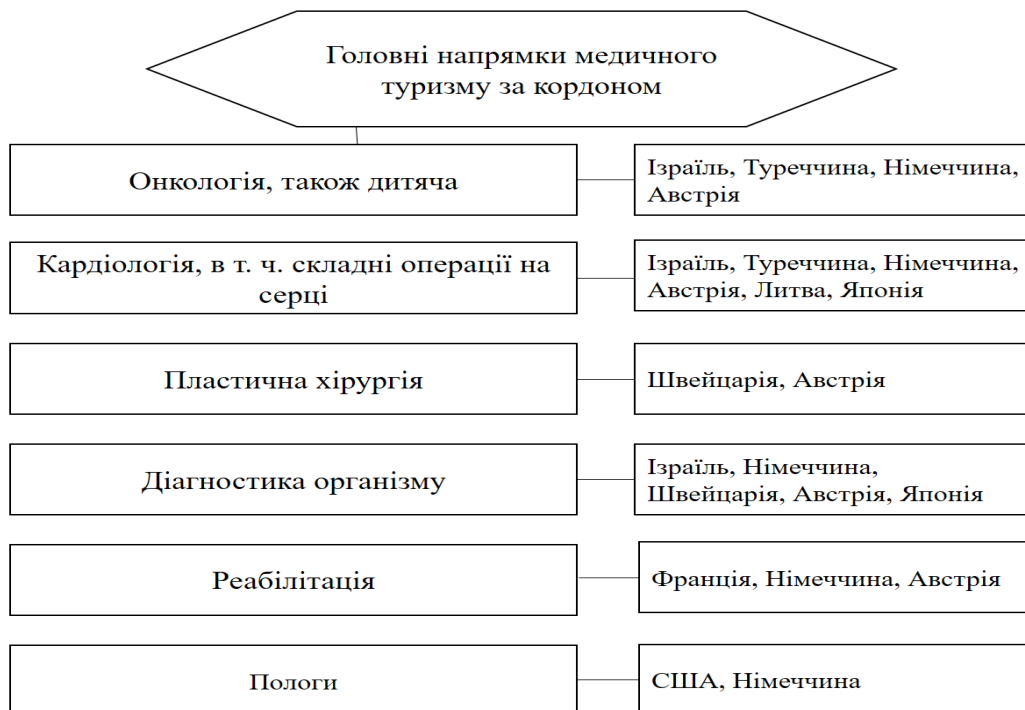 Головні напрямки медичного
туризму за кордоном
Онкологія, також дитяча
Ізраїль, Туреччина, Німеччина,
Австрія
Кардіологія, в т. ч. складні операції на
серці
Ізраїль, Туреччина, Німеччина,
Австрія, Литва, Японія
Пластична хірургія
Швейцарія, Австрія
Діагностика організму
Ізраїль, Німеччина,
Швейцарія, Австрія, Японія
Реабілітація
Франція, Німеччина, Австрія
Пологи
США, Німеччина